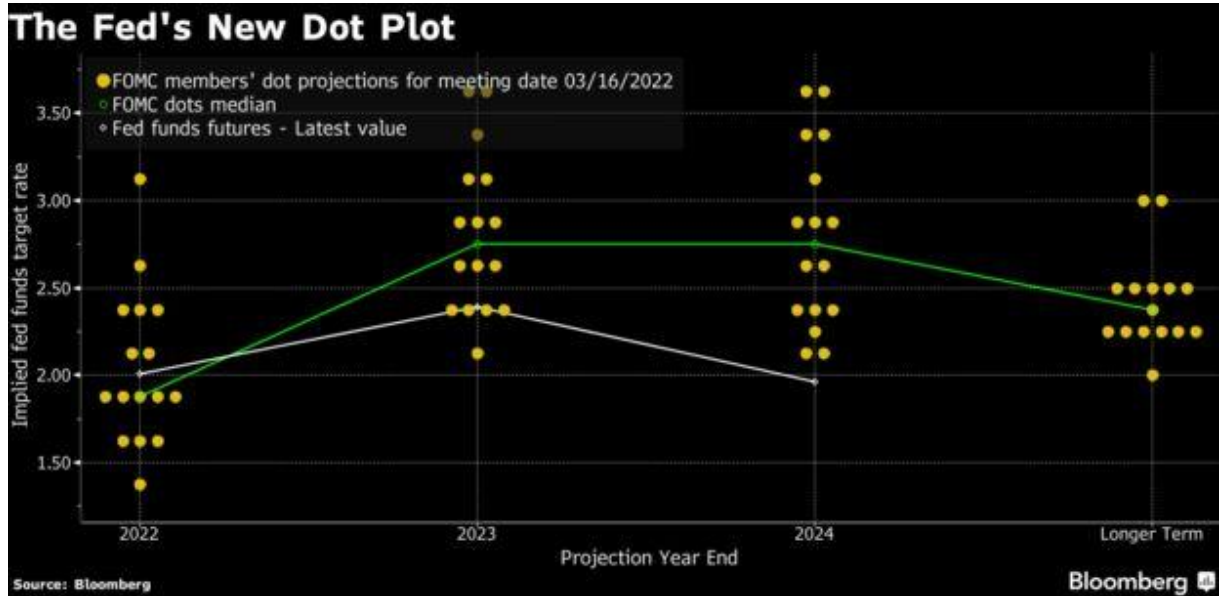 The Fed's New Dot Plot
FOMC members' dot projections for meeting date 03/16/2022
FOMC dots median
Fed funds futures - Latest value
Implied fed funds target rate
3.50
3.00
2.50
2.00
1.50
2022 2023 2024 Longer Term
Projection Year End
Source: Bloomberg
Bloomberg